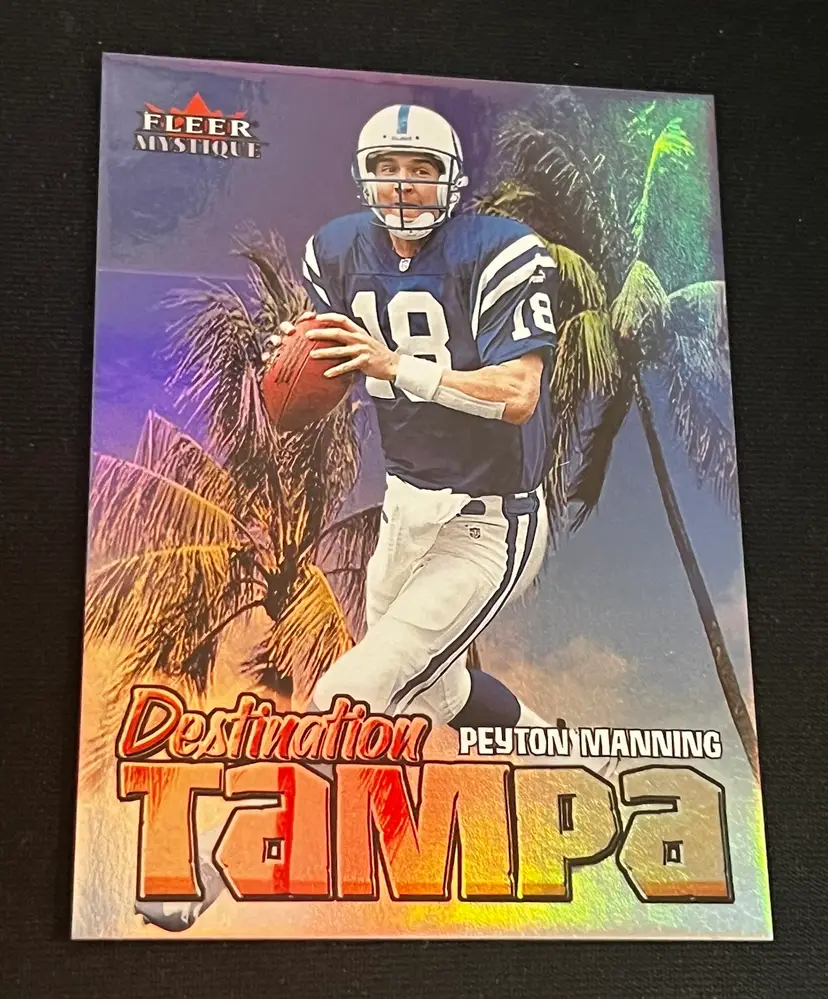 FLEER
MYSTIQUE
18
18
Destination
PEYTON MANNING
TaMPa